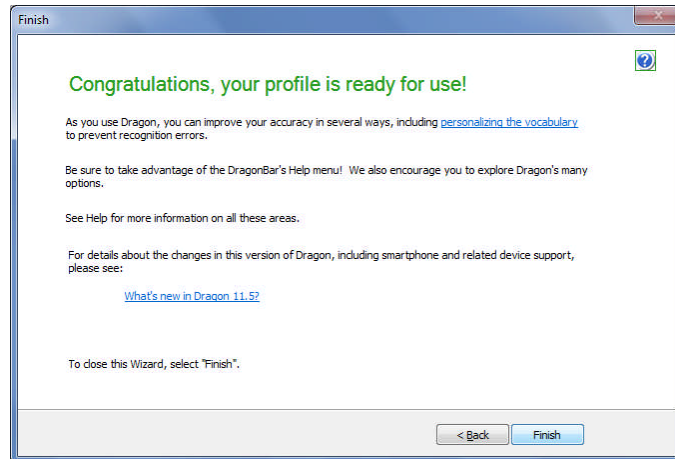 Finish
Congratulations, your profile is ready for use!
As you use Dragon, you can improve your accuracy in several ways, including personalizing the vocabulary
to prevent recognition errors.
Be sure to take advantage of the DragonBar's Help menu! We also encourage you to explore Dragon's many
options.
See Help for more information on all these areas.
For details about the changes in this version of Dragon, including smartphone and related device support,
please see:
What's new in Dragon 11.5?
To close this Wizard, select "Finish".
< Back Finish